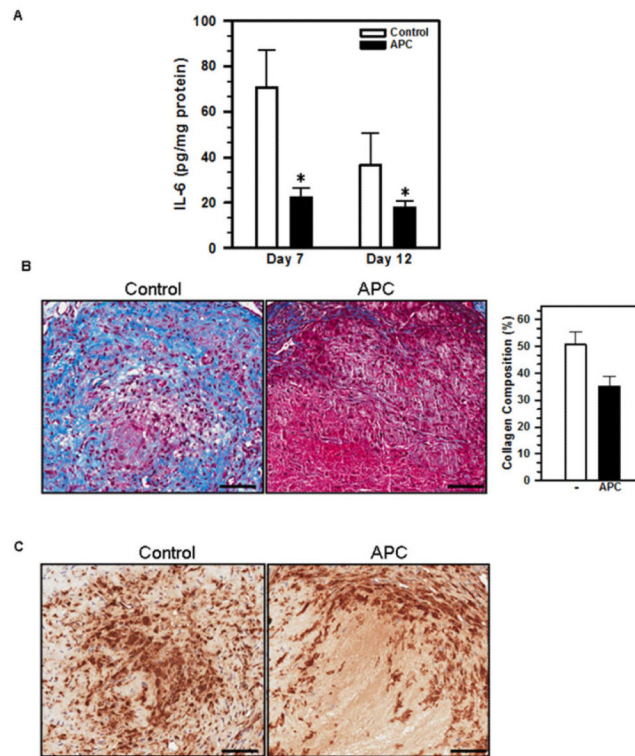 A
100
Control
APC
80
60
40
20
0
IL-6 (pg/mg protein)
*
*
Day 7 Day 12
B
Control APC
60
50
40
30
20
10
0
Collagen Composition (%)
- APC
C
Control APC